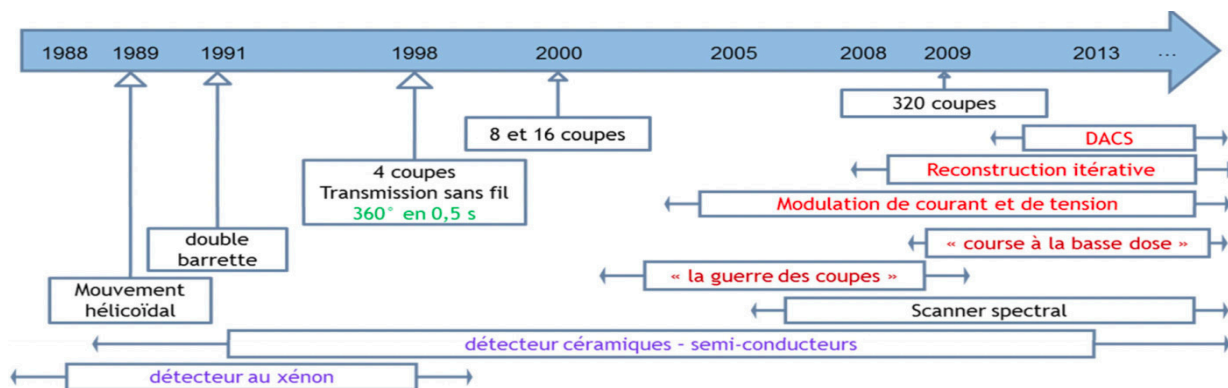 1988 1989 1991 1998 2000 2005 2008 2009 2013 ...
320 coupes
8 et 16 coupes
DACS
4 coupes
Transmission sans fil
360° en 0,5 s
Reconstruction itérative
Modulation de courant et de tension
double
barrette
« course à la basse dose »
« la guerre des coupes »
Mouvement
hélicoïdal
Scanner spectral
détecteur céramiques - semi-conducteurs
détecteur au xénon